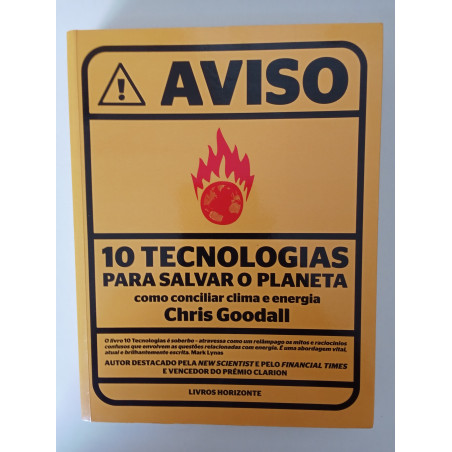 AVISO
10 TECNOLOGIAS
PARA SALVAR O PLANETA
como conciliar clima e energia
Chris Goodall
O livro 10 Tecnologias é soberbo – atravessa como um relâmpago os mitos e raciocínios
confusos que envolvem as questões relacionadas com energia. É uma abordagem vital,
atual e brilhantemente escrita. Mark Lynas
AUTOR DESTACADO PELA NEW SCIENTIST E PELO FINANCIAL TIMES
E VENCEDOR DO PRÉMIO CLARION
LIVROS HORIZONTE